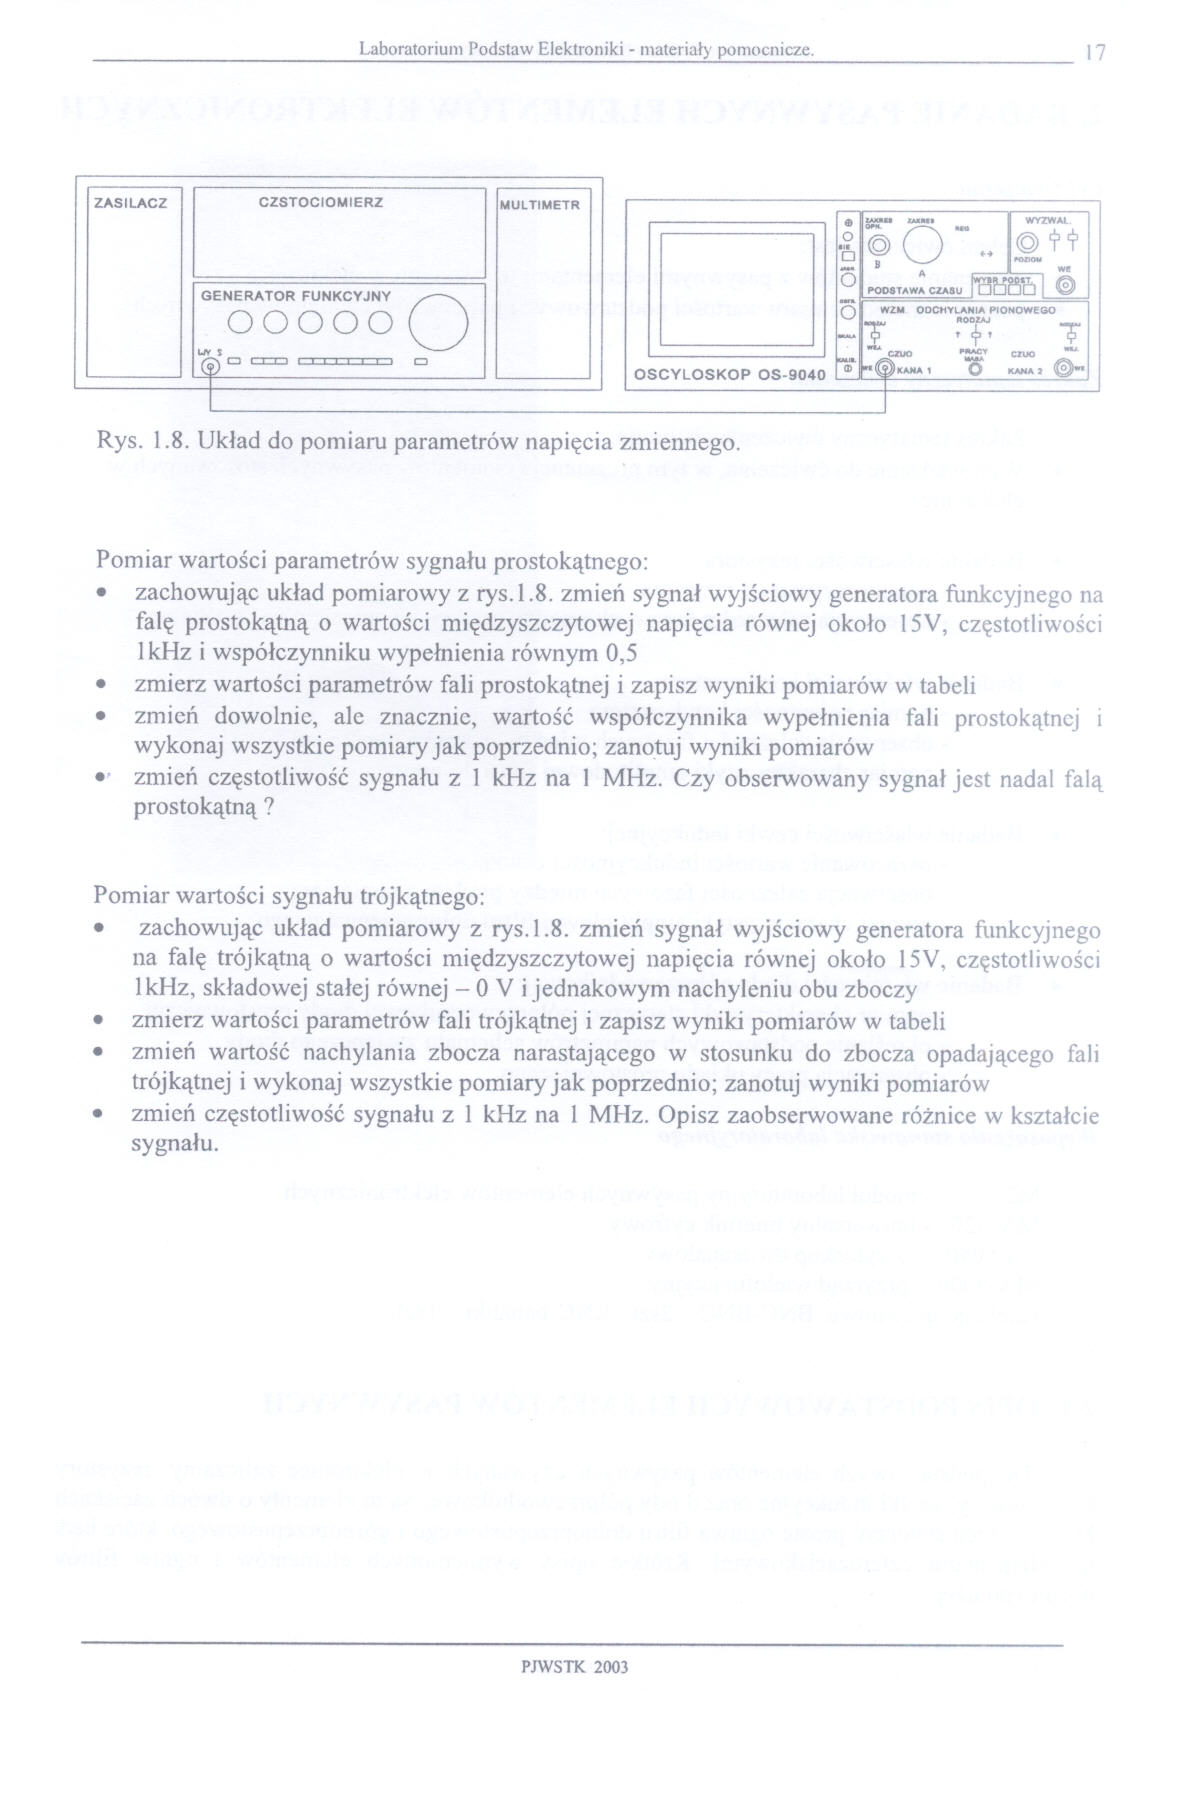 Laboratorium Podstaw Elektroniki - materiały pomocnicze. 17
ZASILACZ
CZSTOCIOMIERZ
MULTIMETR
GENERATOR FUNKCYJNY
WY S
OSCYLOSKOP OS-9040
SKALA
KALIB.
ZAKRES OPN.
ZAKRES
REG
B
A
PODSTAWA CZASU
WYBR PODST.
WYZWAL.
POZIOM
WE
WZM ODCHYLANIA PIONOWEGO
RODZAJ
RODZAJ
RODZAJ
WEJ.
PRACY
WEJ.
CZUO
MASA
CZUO
WE
KANA 1
KANA 2
WE
Rys. 1.8. Układ do pomiaru parametrów napięcia zmiennego.
Pomiar wartości parametrów sygnału prostokątnego:
• zachowując układ pomiarowy z rys.1.8. zmień sygnał wyjściowy generatora funkcyjnego na
falę prostokątną o wartości międzyszczytowej napięcia równej około 15V, częstotliwości
1kHz i współczynniku wypełnienia równym 0,5
• zmierz wartości parametrów fali prostokątnej i zapisz wyniki pomiarów w tabeli
• zmień dowolnie, ale znacznie, wartość współczynnika wypełnienia fali prostokątnej i
wykonaj wszystkie pomiary jak poprzednio; zanotuj wyniki pomiarów
• zmień częstotliwość sygnału z 1 kHz na 1 MHz. Czy obserwowany sygnał jest nadal falą
prostokątną ?
Pomiar wartości sygnału trójkątnego:
• zachowując układ pomiarowy z rys.1.8. zmień sygnał wyjściowy generatora funkcyjnego
na falę trójkątną o wartości międzyszczytowej napięcia równej około 15V, częstotliwości
1kHz, składowej stałej równej – 0 V i jednakowym nachyleniu obu zboczy
• zmierz wartości parametrów fali trójkątnej i zapisz wyniki pomiarów w tabeli
• zmień wartość nachylania zbocza narastającego w stosunku do zbocza opadającego fali
trójkątnej i wykonaj wszystkie pomiary jak poprzednio; zanotuj wyniki pomiarów
• zmień częstotliwość sygnału z 1 kHz na 1 MHz. Opisz zaobserwowane różnice w kształcie
sygnału.
PJWSTK 2003